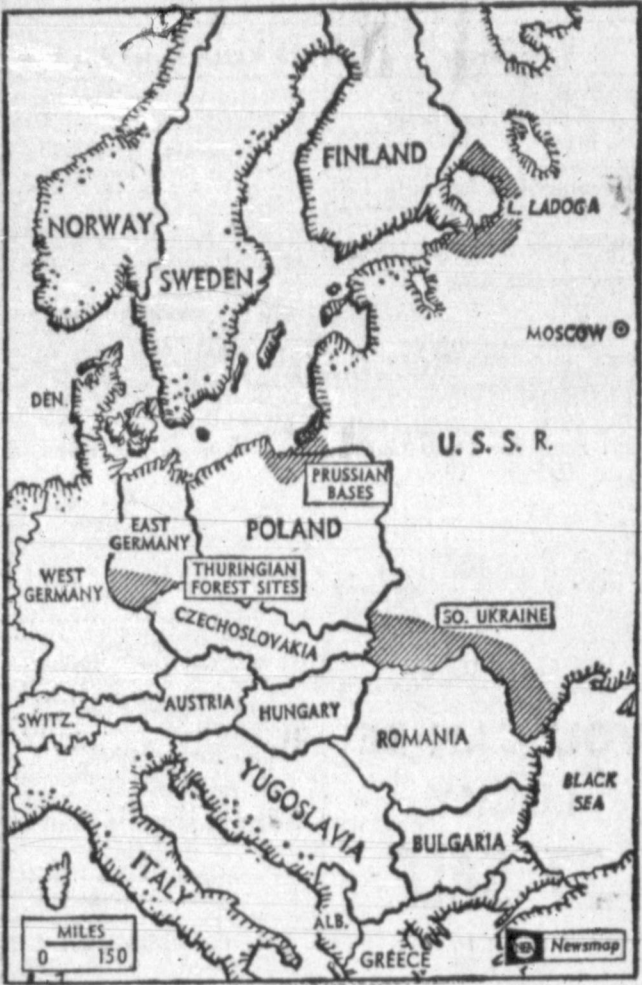 FINLAND
L. LADOGA
NORWAY
SWEDEN
MOSCOW
DEN.
U. S. S. R.
PRUSSIAN
BASES
EAST
GERMANY
POLAND
WEST
GERMANY
THURINGIAN
FOREST SITES
CZECHOSLOVAKIA
SO. UKRAINE
AUSTRIA
HUNGARY
SWITZ.
ROMANIA
YUGOSLAVIA
BLACK
SEA
BULGARIA
ITALY
ALB.
GREECE
MILES
0 150
NEA Newsmap